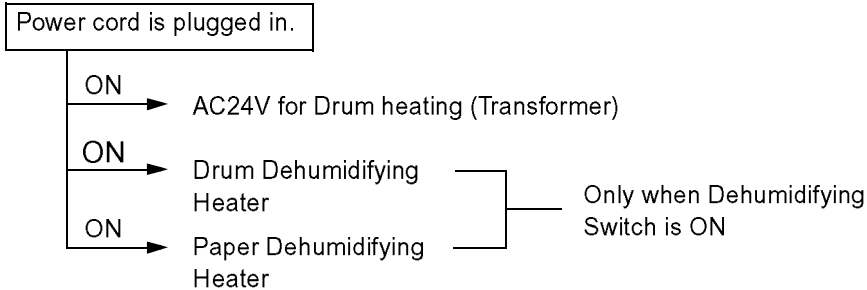 Power cord is plugged in.
ON
AC24V for Drum heating (Transformer)
ON
Drum Dehumidifying
Heater
ON
Paper Dehumidifying
Heater
Only when Dehumidifying
Switch is ON